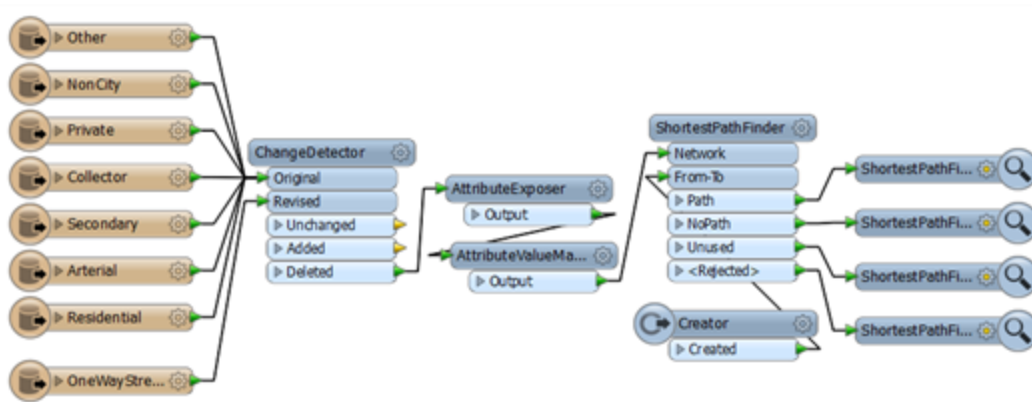 Other
NonCity
Private
Collector
Secondary
Arterial
Residential
OneWayStre...
ChangeDetector
Original
Revised
Unchanged
Added
Deleted
AttributeExposer
Output
AttributeValueMa...
Output
ShortestPathFinder
Network
From-To
Path
NoPath
Unused
<Rejected>
Creator
Created
ShortestPathFi...
ShortestPathFi...
ShortestPathFi...
ShortestPathFi...